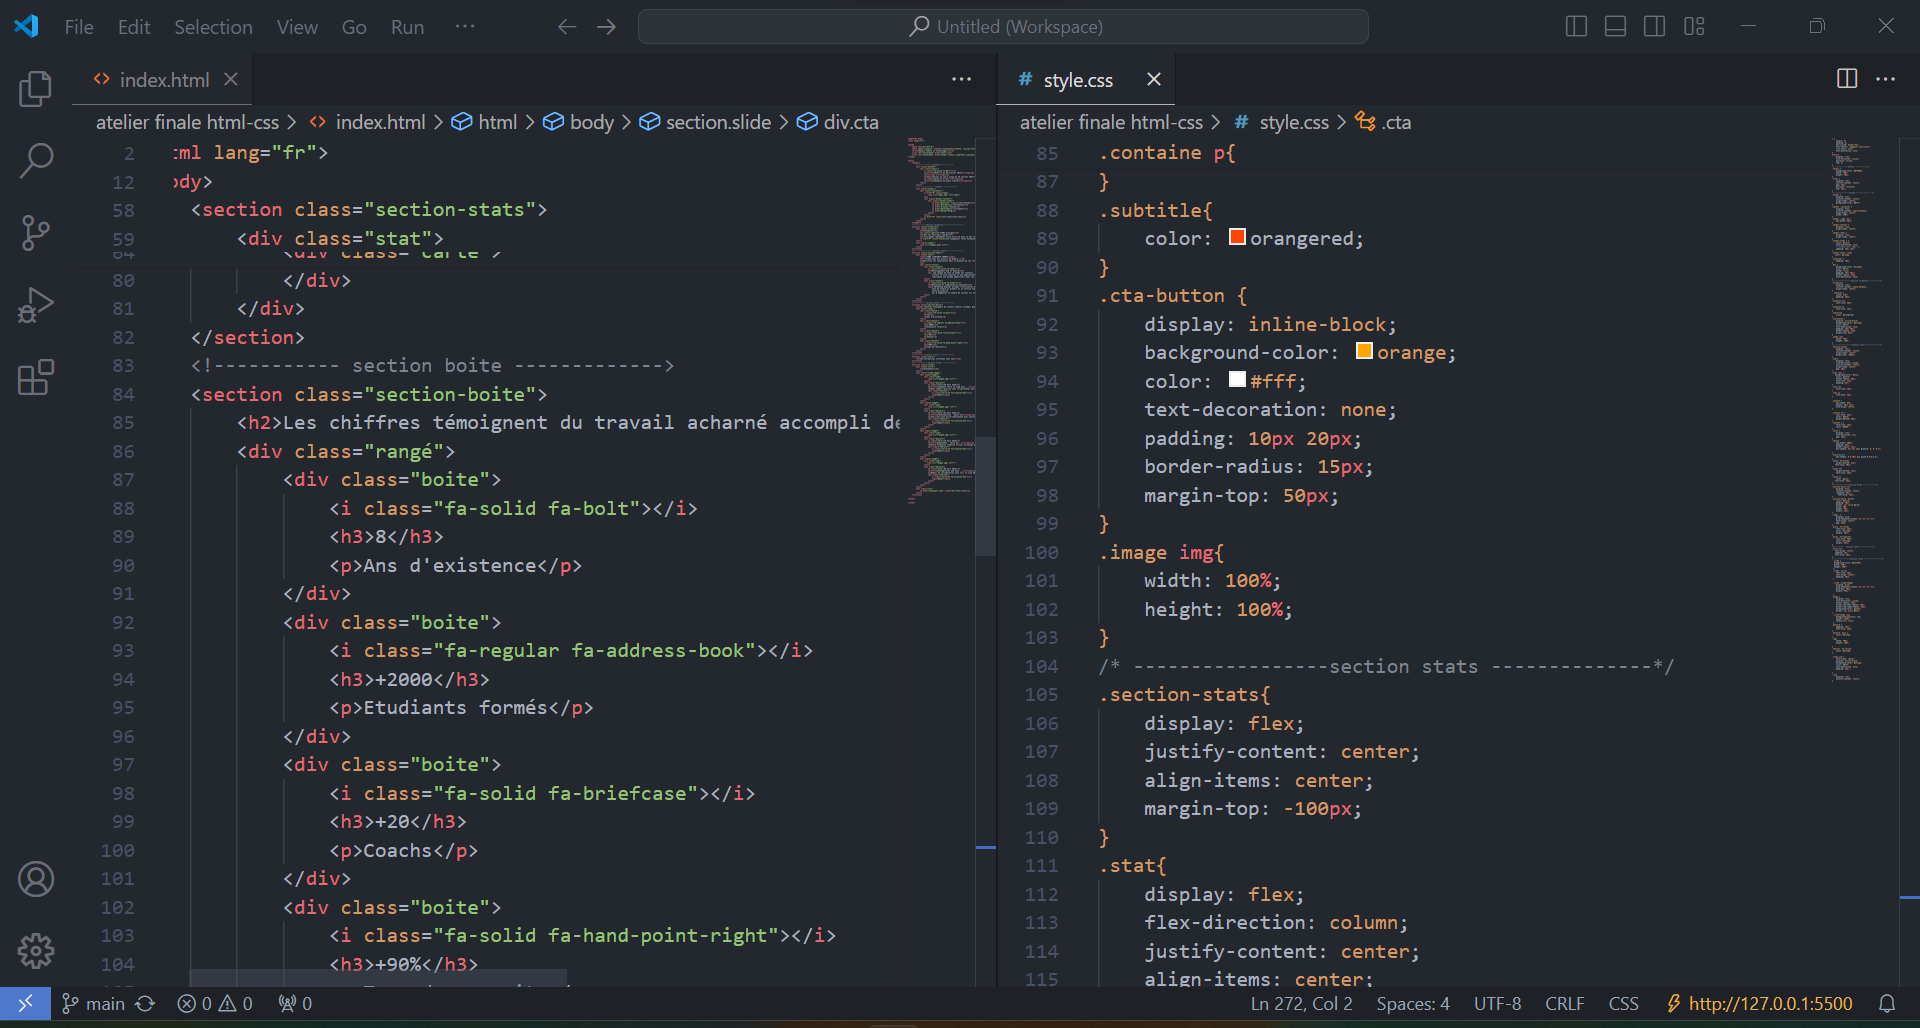 File Edit Selection View Go Run ··· Untitled (Workspace)
index.html
style.css
atelier finale html-css > index.html > html > body > section.slide > div.cta
atelier finale html-css > # style.css > .cta
2 tml lang="fr">
12 ody>
58 <section class="section-stats">
59 <div class="stat">
64 <div class="carte">
80 </div>
81 </div>
82 </section>
83 <!----------- section boite ------------->
84 <section class="section-boite">
85 <h2>Les chiffres témoignent du travail acharné accompli de
86 <div class="rangé">
87 <div class="boite">
88 <i class="fa-solid fa-bolt"></i>
89 <h3>8</h3>
90 <p>Ans d'existence</p>
91 </div>
92 <div class="boite">
93 <i class="fa-regular fa-address-book"></i>
94 <h3>+2000</h3>
95 <p>Etudiants formés</p>
96 </div>
97 <div class="boite">
98 <i class="fa-solid fa-briefcase"></i>
99 <h3>+20</h3>
100 <p>Coachs</p>
101 </div>
102 <div class="boite">
103 <i class="fa-solid fa-hand-point-right"></i>
104 <h3>+90%</h3>
85 .containe p{
87 }
88 .subtitle{
89 color: orangered;
90 }
91 .cta-button {
92 display: inline-block;
93 background-color: orange;
94 color: #fff;
95 text-decoration: none;
96 padding: 10px 20px;
97 border-radius: 15px;
98 margin-top: 50px;
99 }
100 .image img{
101 width: 100%;
102 height: 100%;
103 }
104 /* -----------------section stats --------------*/
105 .section-stats{
106 display: flex;
107 justify-content: center;
108 align-items: center;
109 margin-top: -100px;
110 }
111 .stat{
112 display: flex;
113 flex-direction: column;
114 justify-content: center;
115 align-items: center;
main 0 0 0 Ln 272, Col 2 Spaces: 4 UTF-8 CRLF CSS http://127.0.0.1:5500